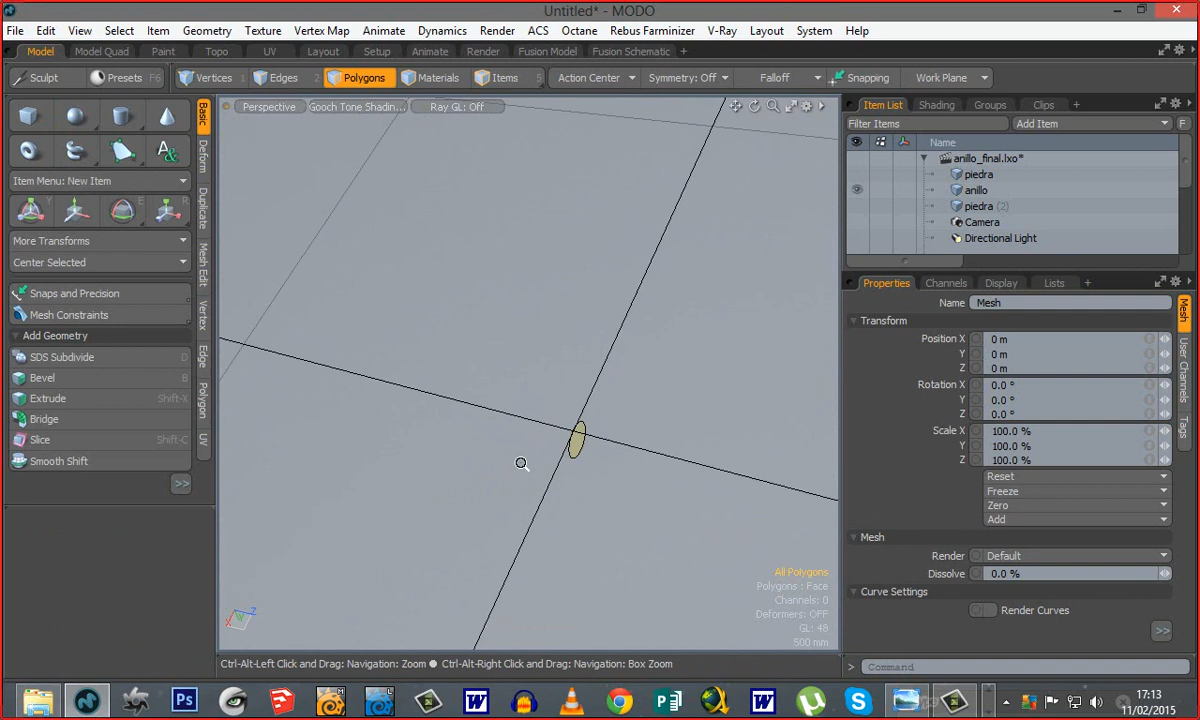 Untitled* - MODO
File Edit View Select Item Geometry Texture Vertex Map Animate Dynamics Render ACS Octane Rebus Farminizer V-Ray Layout System Help
Model Model Quad Paint Topo UV Layout Setup Animate Render Fusion Model Fusion Schematic +
Sculpt Presets F6 Vertices 1 Edges 2 Polygons Materials Items 5 Action Center Symmetry: Off Falloff Snapping Work Plane
Basic
Deform
Duplicate
Mesh Edit
Vertex
Edge
Polygon
UV
Item Menu: New Item
Y R
More Transforms
Center Selected
Snaps and Precision
Mesh Constraints
Add Geometry
SDS Subdivide D
Bevel B
Extrude Shift-X
Bridge
Slice Shift-C
Smooth Shift
>>
Perspective Gooch Tone Shadin... Ray GL: Off
All Polygons
Polygons : Face
Channels: 0
Deformers: OFF
GL: 48
500 mm
X Y Z
Ctrl-Alt-Left Click and Drag: Navigation: Zoom ● Ctrl-Alt-Right Click and Drag: Navigation: Box Zoom
Item List Shading Groups Clips +
Filter Items Add Item F
Name
anillo_final.lxo*
piedra
anillo
piedra (2)
Camera
Directional Light
Properties Channels Display Lists +
Name Mesh
Transform
Position X 0 m
Y 0 m
Z 0 m
Rotation X 0.0 °
Y 0.0 °
Z 0.0 °
Scale X 100.0 %
Y 100.0 %
Z 100.0 %
Reset
Freeze
Zero
Add
Mesh
Render Default
Dissolve 0.0 %
Curve Settings
Render Curves
>>
Mesh
User Channels
Tags
> Command
17:13
11/02/2015